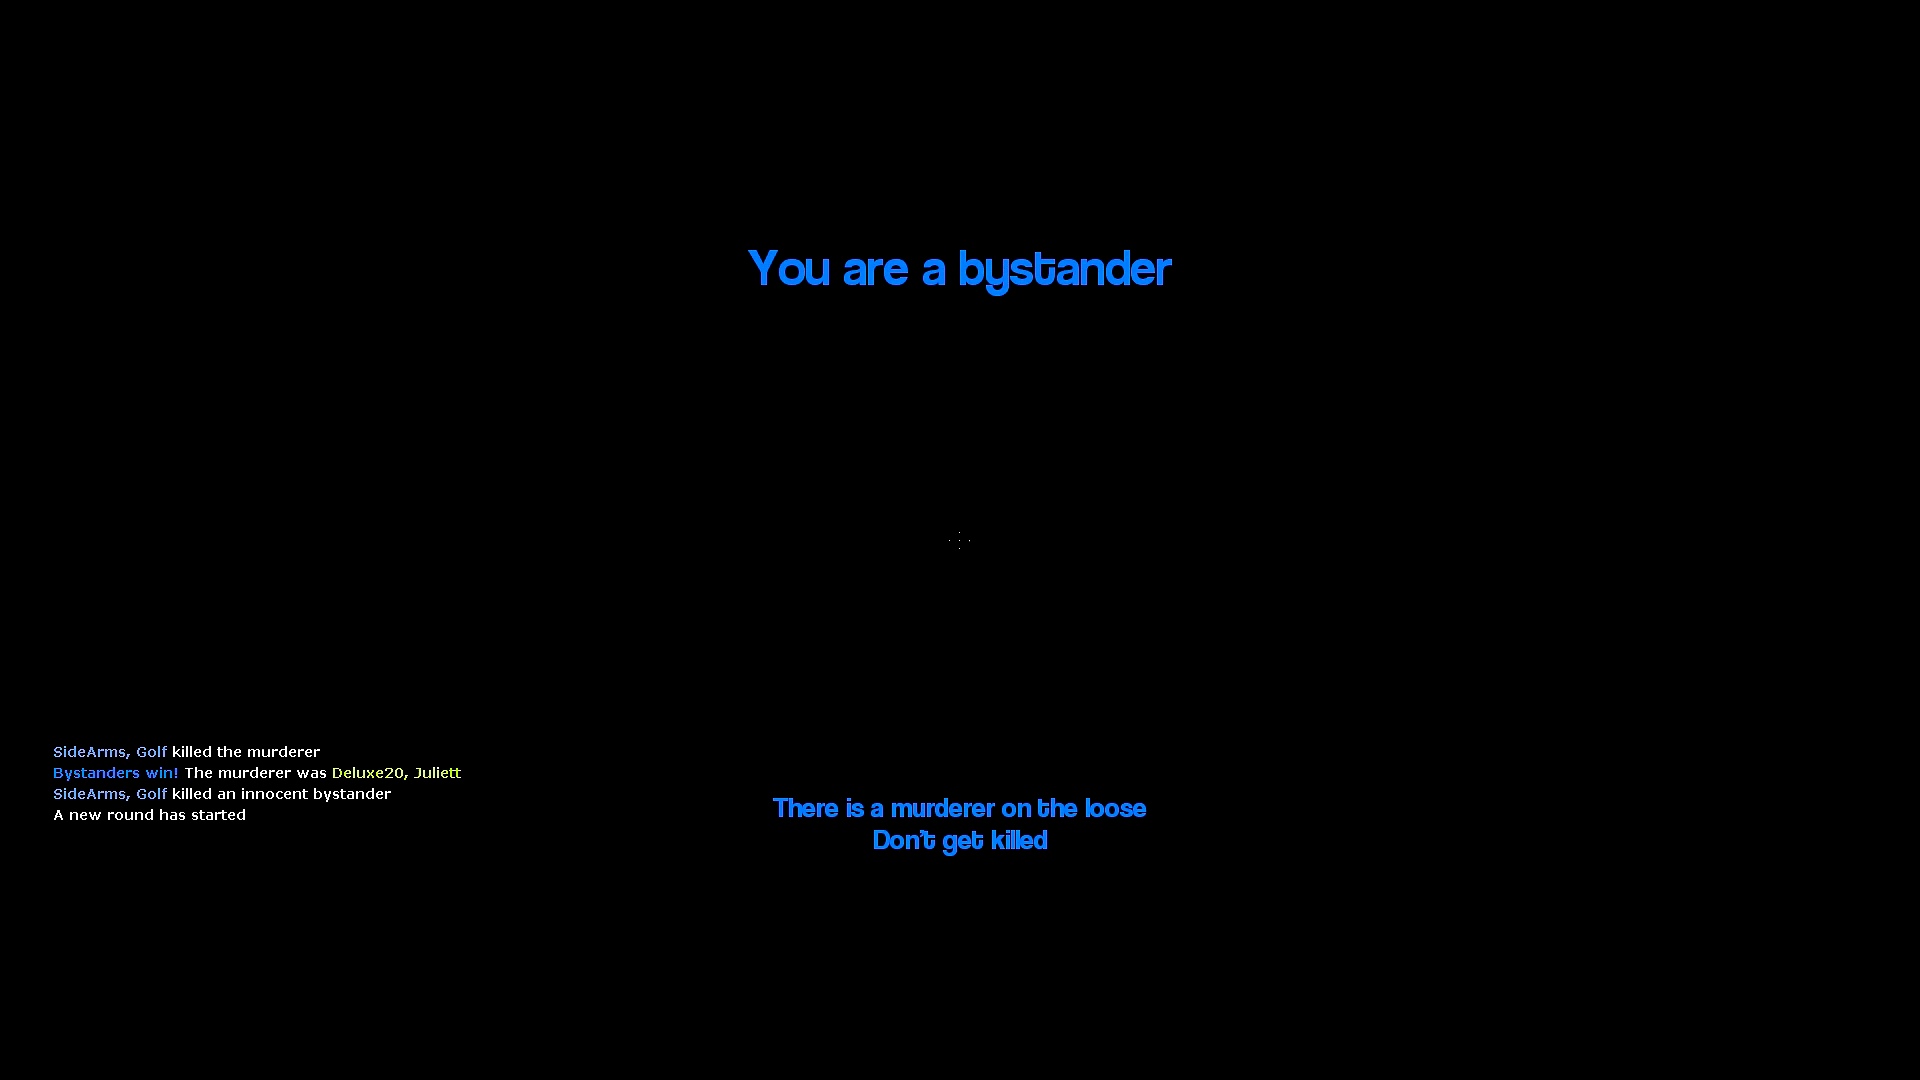 You are a bystander
SideArms, Golf killed the murderer
Bystanders win! The murderer was Deluxe20, Juliett
SideArms, Golf killed an innocent bystander
A new round has started
There is a murderer on the loose
Don't get killed